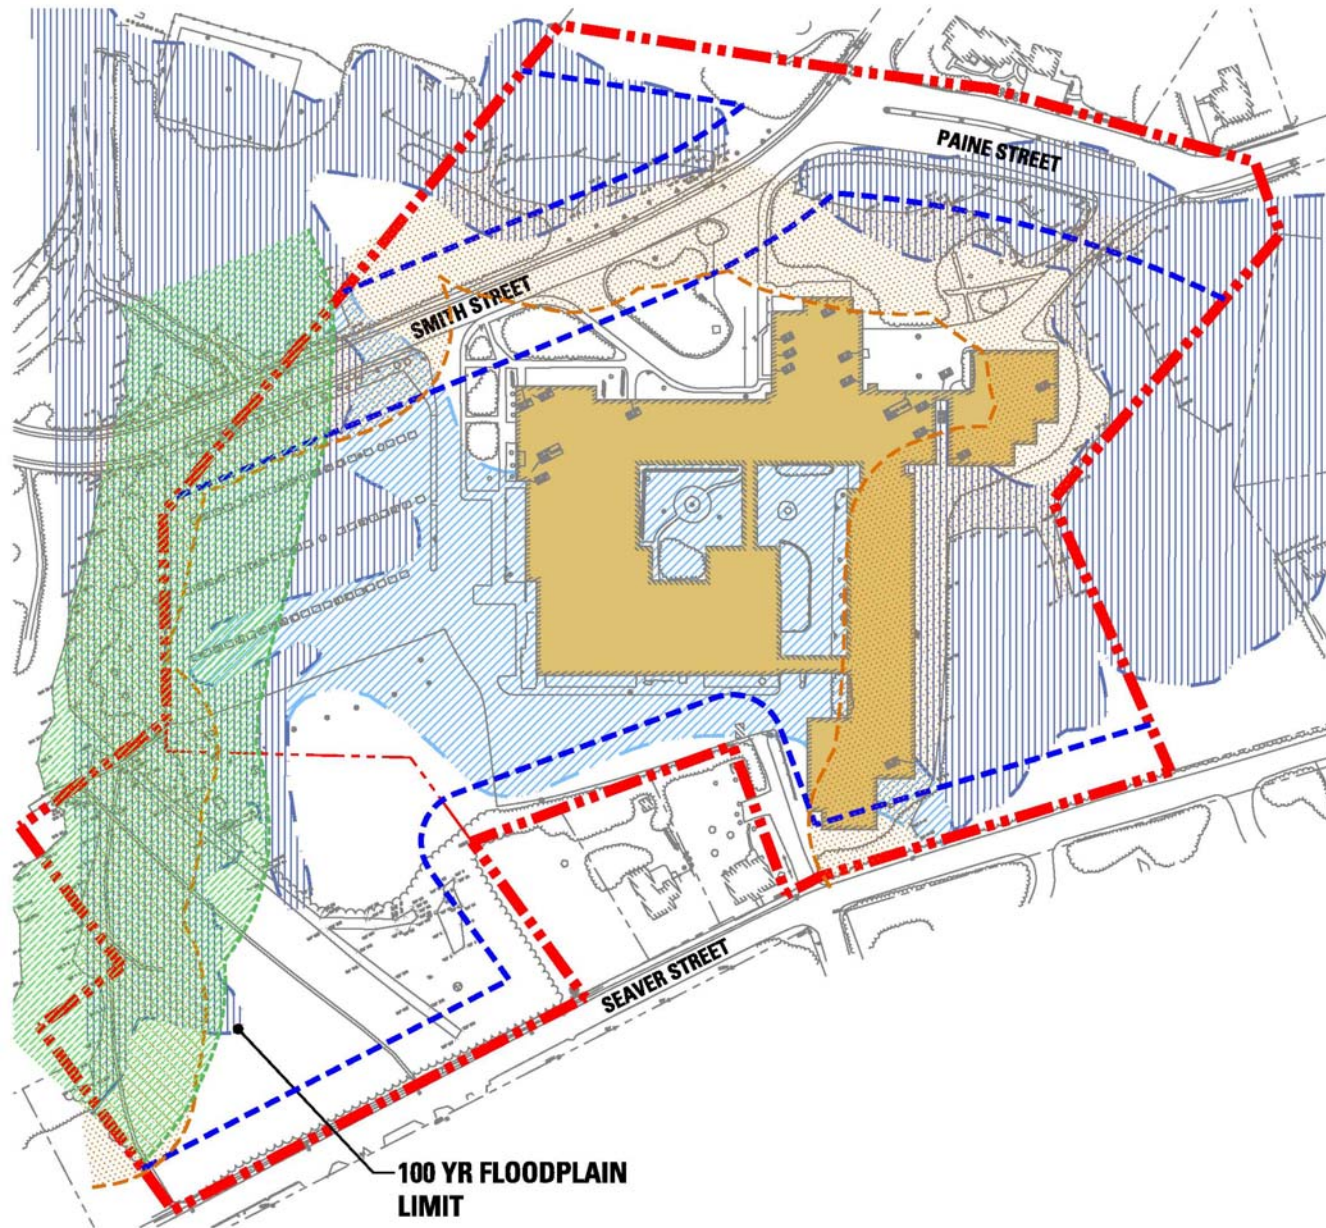 PAINE STREET
SMITH STREET
SEAVER STREET
100 YR FLOODPLAIN
LIMIT